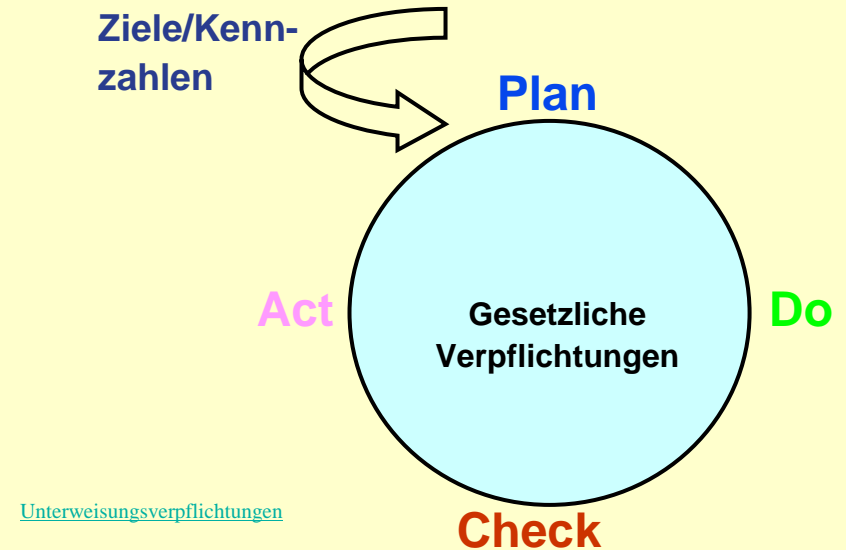 Ziele/Kenn-
zahlen
Plan
Act
Gesetzliche
Verpflichtungen
Do
Unterweisungsverpflichtungen
Check